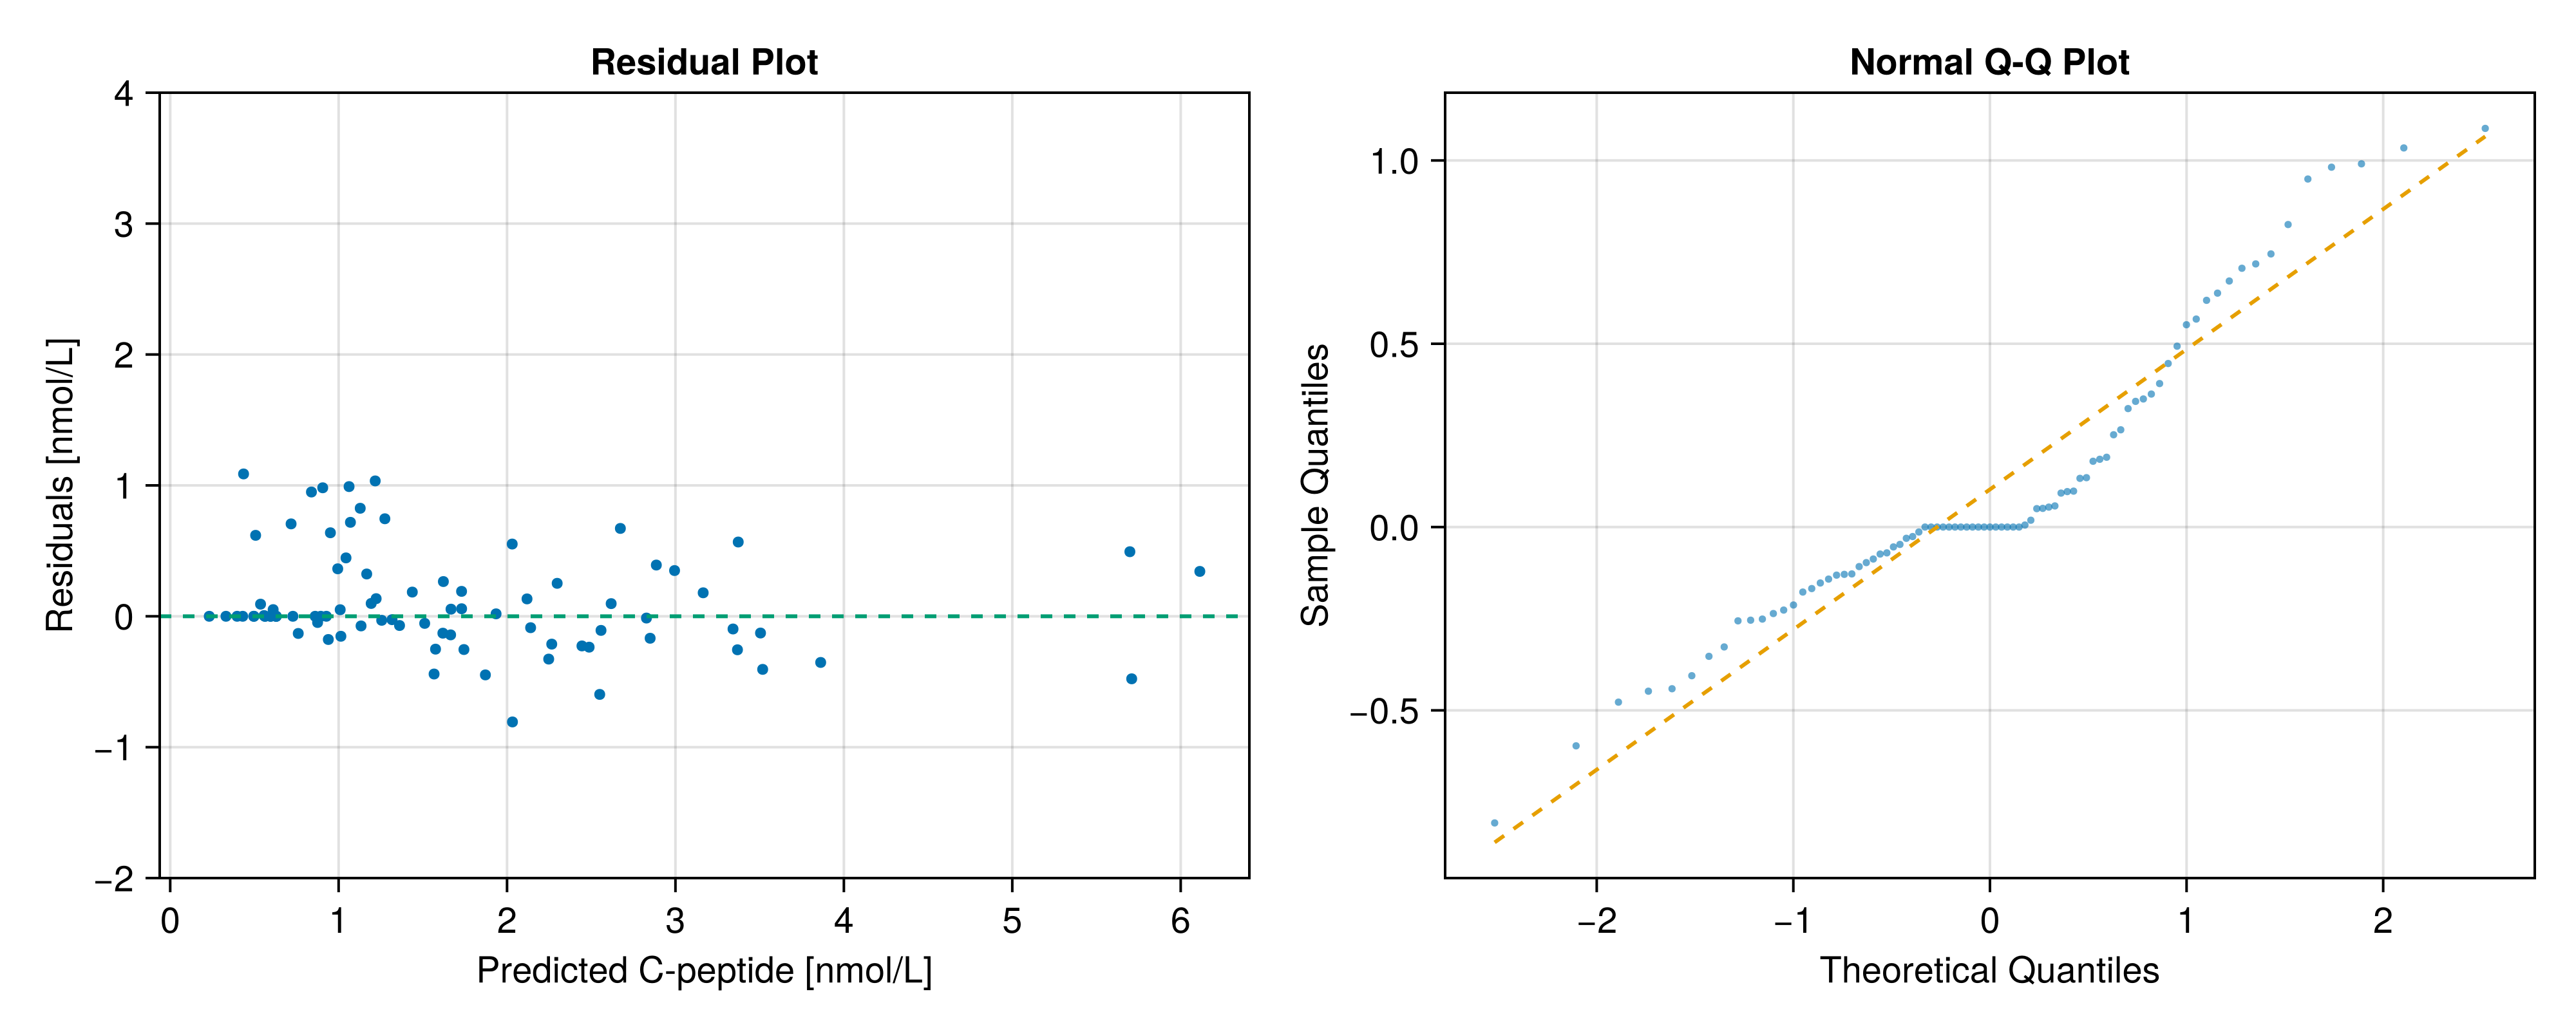 Residual Plot
4
3
2
1
0
−1
−2
Residuals [nmol/L]
0 1 2 3 4 5 6
Predicted C-peptide [nmol/L]
Normal Q-Q Plot
1.0
0.5
0.0
−0.5
Sample Quantiles
−2 −1 0 1 2
Theoretical Quantiles